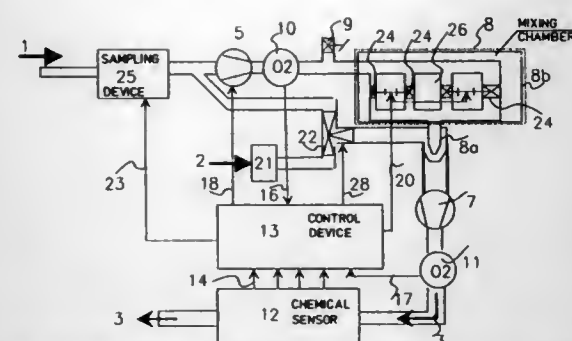 1
SAMPLING
25
DEVICE
5
10
O2
9
8
MIXING
CHAMBER
24
24
26
8b
24
8a
22
2
21
23
18
16
28
20
7
13
CONTROL
DEVICE
14
17
O2
11
3
12
CHEMICAL
SENSOR
3